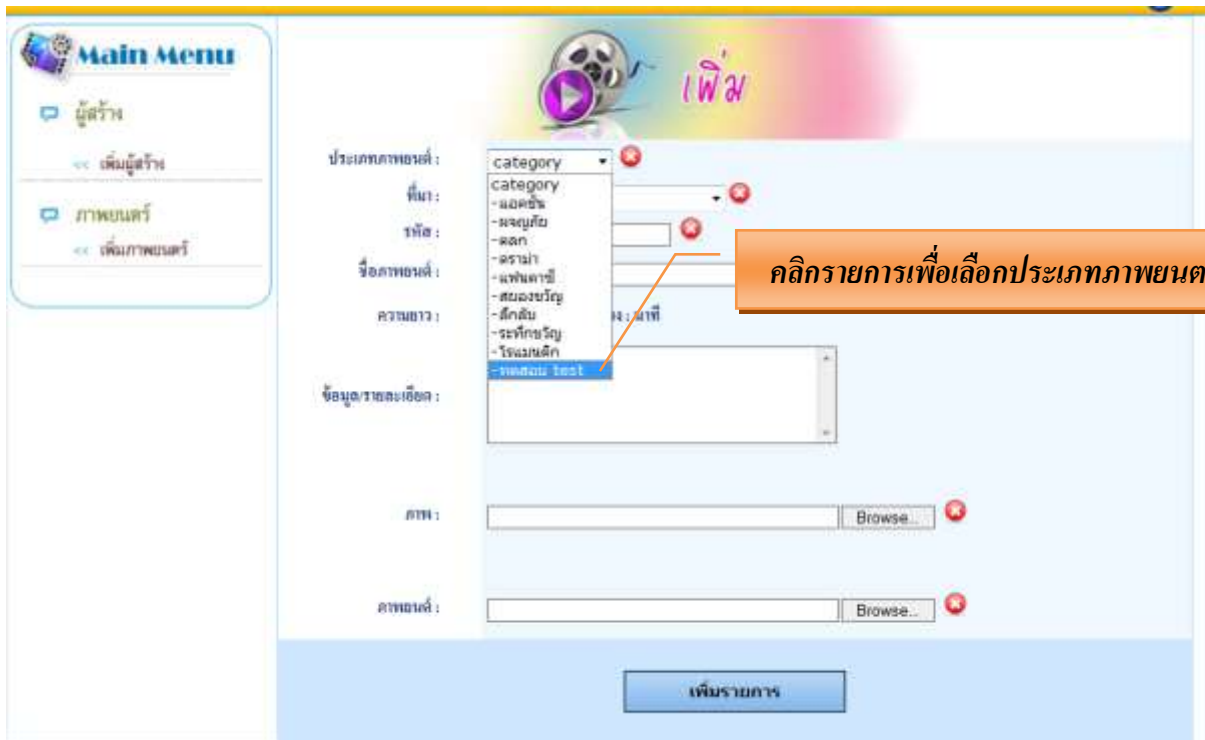 Main Menu
ผู้สร้าง
<< เพิ่มผู้สร้าง
ภาพยนตร์
<< เพิ่มภาพยนตร์
เพิ่ม
ประเภทภาพยนต์ :
category
category
-แอคชั่น
-ผจญภัย
-ตลก
-ดราม่า
-แฟนตาซี
-สยองขวัญ
-ลึกลับ
-ระทึกขวัญ
-โรแมนติก
-ทดสอบ test
ที่มา :
รหัส :
ชื่อภาพยนต์ :
ความยาว :
: นาที
ข้อมูล/รายละเอียด :
ภาพ :
Browse...
ภาพยนต์ :
Browse...
เพิ่มรายการ
คลิกรายการเพื่อเลือกประเภทภาพยนต